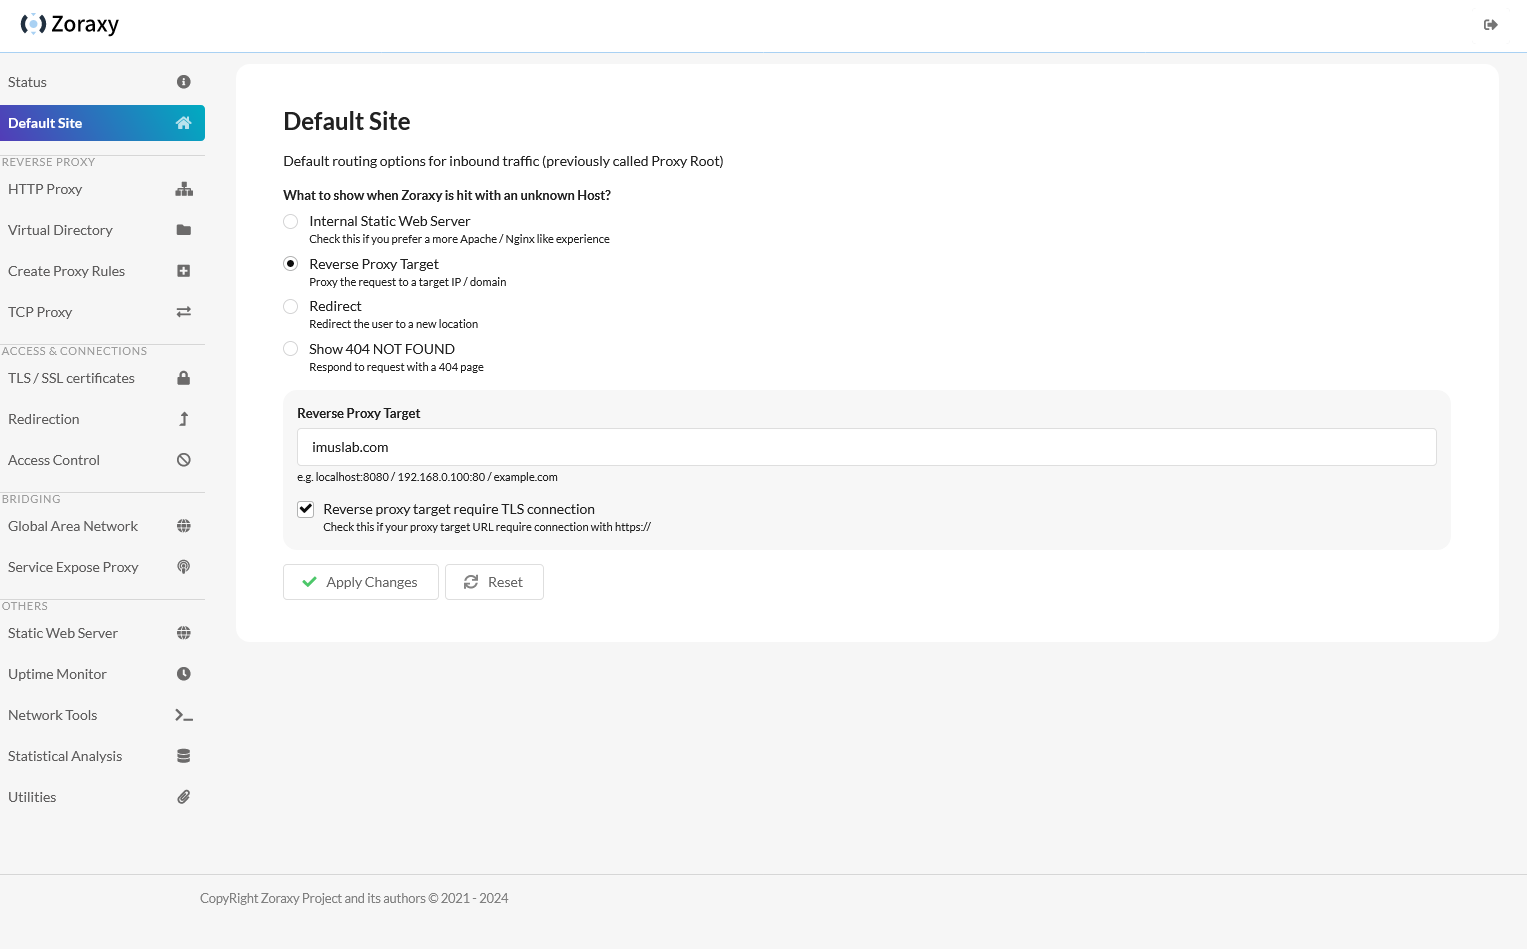 Zoraxy
Status
Default Site
REVERSE PROXY
HTTP Proxy
Virtual Directory
Create Proxy Rules
TCP Proxy
ACCESS & CONNECTIONS
TLS / SSL certificates
Redirection
Access Control
BRIDGING
Global Area Network
Service Expose Proxy
OTHERS
Static Web Server
Uptime Monitor
Network Tools
Statistical Analysis
Utilities
Default Site
Default routing options for inbound traffic (previously called Proxy Root)
What to show when Zoraxy is hit with an unknown Host?
Internal Static Web Server
Check this if you prefer a more Apache / Nginx like experience
Reverse Proxy Target
Proxy the request to a target IP / domain
Redirect
Redirect the user to a new location
Show 404 NOT FOUND
Respond to request with a 404 page
Reverse Proxy Target
imuslab.com
e.g. localhost:8080 / 192.168.0.100:80 / example.com
Reverse proxy target require TLS connection
Check this if your proxy target URL require connection with https://
Apply Changes
Reset
CopyRight Zoraxy Project and its authors © 2021 - 2024